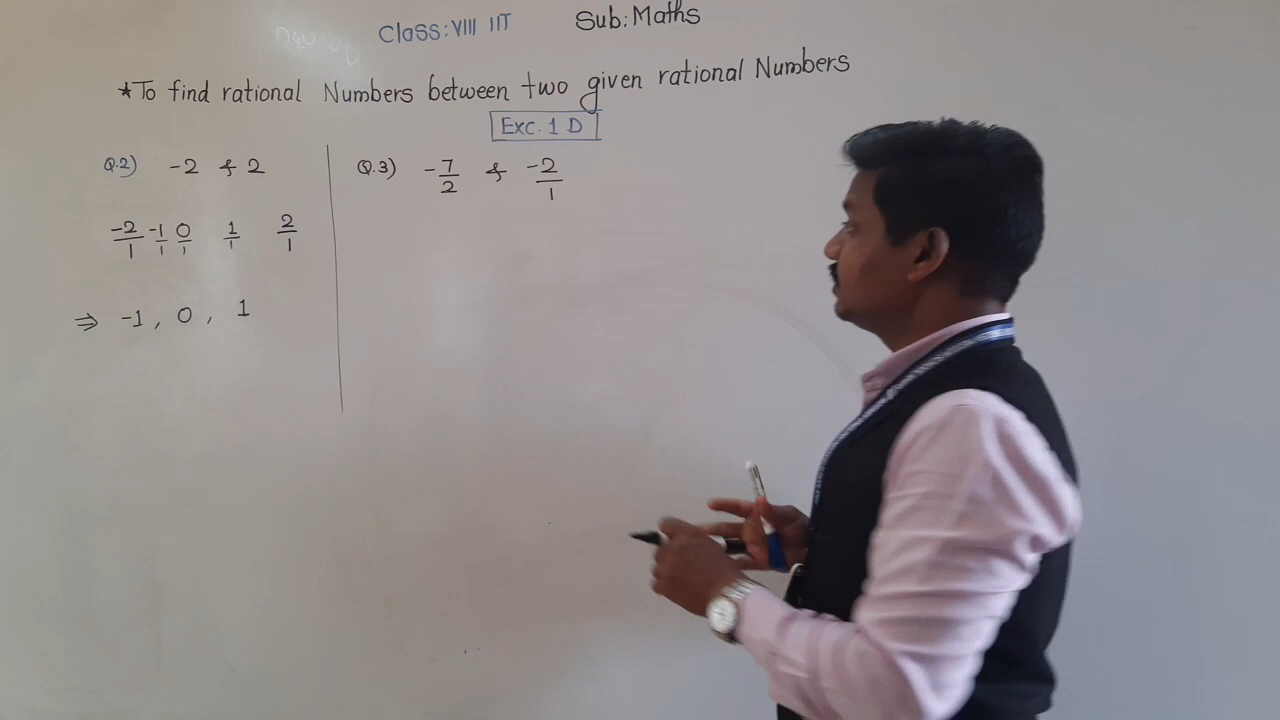 Class: VIII IIT Sub: Maths
*To find rational Numbers between two given rational Numbers
Exc. 1 D
Q.2) -2 & 2
-2/1 -1/1 0/1 1/1 2/1
⇒ -1, 0, 1
Q.3) -7/2 & -2/1